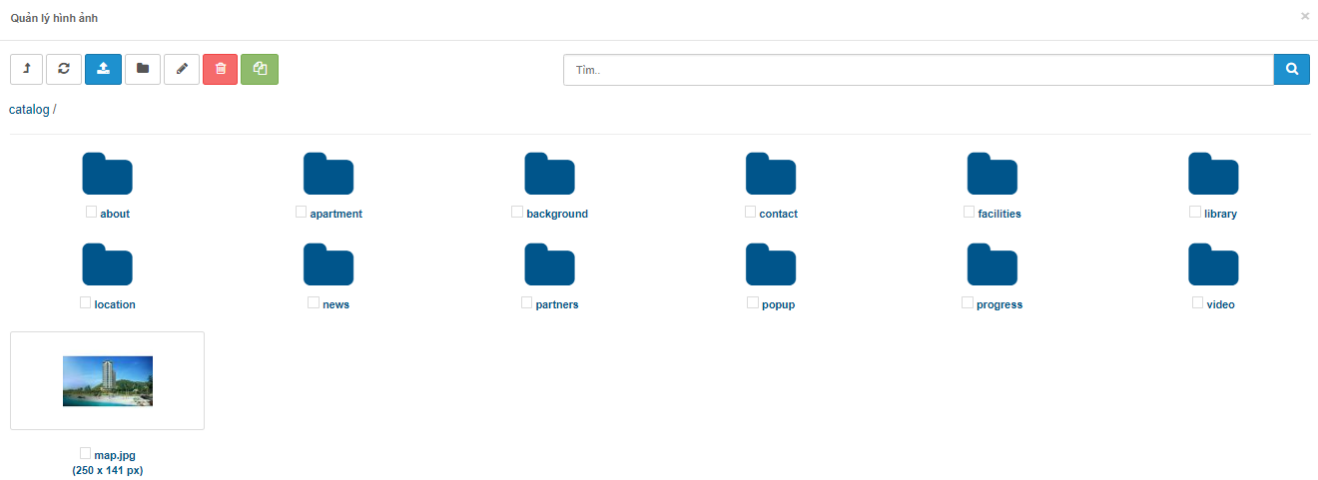 Quản lý hình ảnh
×
Tìm..
catalog /
about
apartment
background
contact
facilities
library
location
news
partners
popup
progress
video
map.jpg
(250 x 141 px)